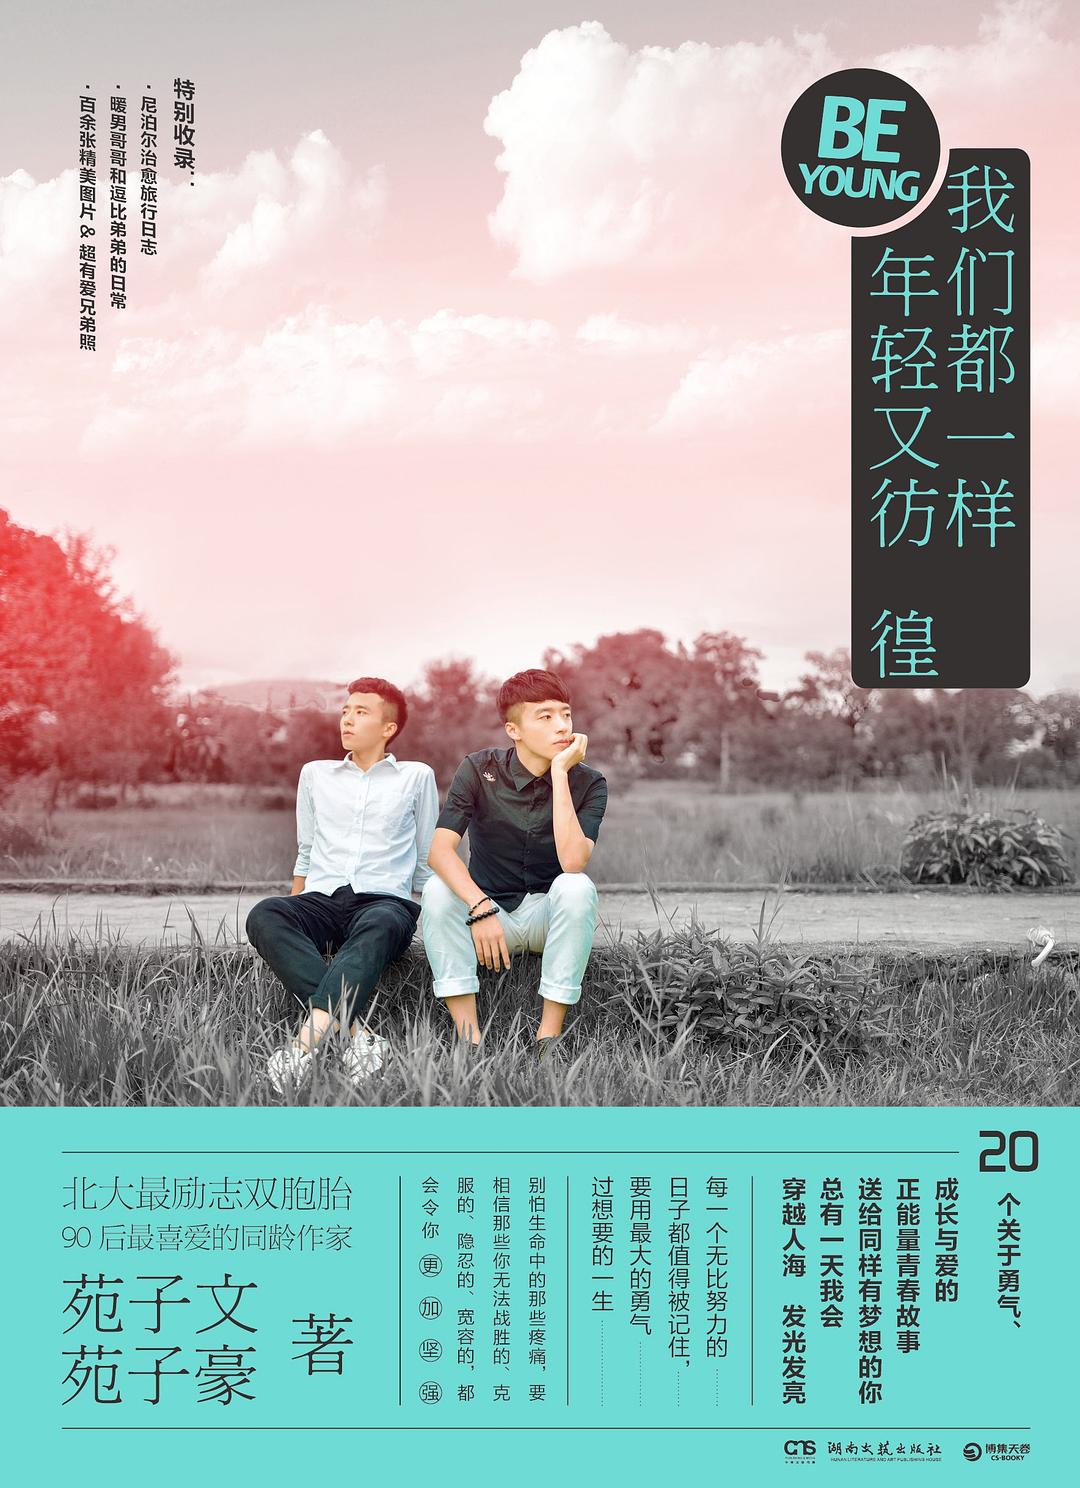 特别收录：
·尼泊尔治愈旅行日志
·暖男哥哥和逗比弟弟的日常
·百余张精美图片 & 超有爱兄弟照
BE
YOUNG
我们都一样
年轻又彷徨
20
个关于勇气、
成长与爱的
正能量青春故事
送给同样有梦想的你
总有一天我会
穿越人海 发光发亮
每一个无比努力的
日子都值得被记住，
要用最大的勇气
过想要的一生
别怕生命中的那些疼痛，要
相信那些你无法战胜的、克
服的、隐忍的、宽容的，都
会令你更加坚强
北大最励志双胞胎
90 后最喜爱的同龄作家
苑子文
苑子豪
著
CNS
湖南文艺出版社
HUNAN LITERATURE AND ART PUBLISHING HOUSE
博集天卷
CS-BOOKY